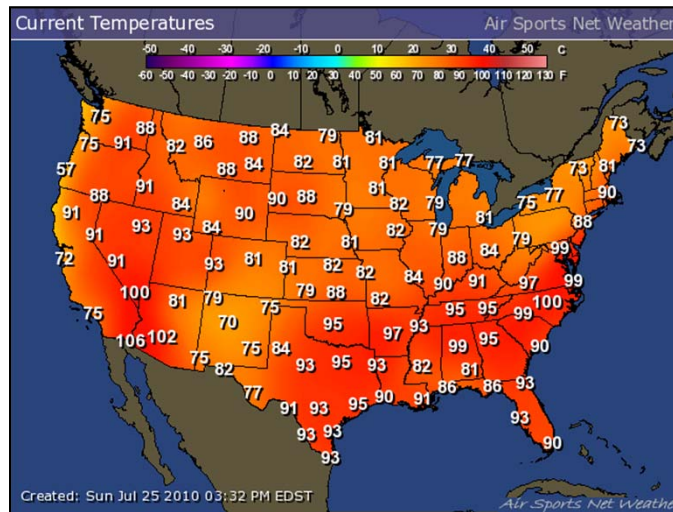 Current Temperatures Air Sports Net Weather
-50 -40 -30 -20 -10 0 10 20 30 40 50 C
-60 -50 -40 -30 -20 -10 0 10 20 30 40 50 60 70 80 90 100 110 120 130 F
75 88 84 79 81 73
75 91 82 86 88 73
88 84 82 81 81 77 77 73 81
57 88 91 84 90 90 88 81 82 79 75 77 90
91 93 93 84 79 82 79 81 88
91 91 93 81 82 81 88 84 79 99
72 81 82 82 84 90 91 97 99
100 81 79 75 79 88 82 95 95 99 100
75 70 95 97 93
106 102 75 75 84 93 95 93 82 99 95 81 90
82 77 86 86 93
91 93 95 90 91 93
93 93 90
93
Created: Sun Jul 25 2010 03:32 PM EDST Air Sports Net Weather